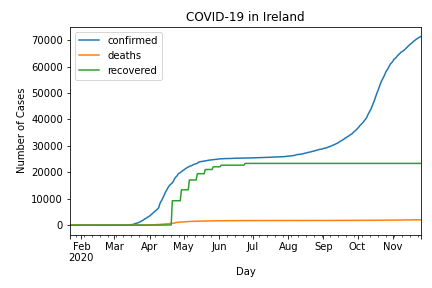 COVID-19 in Ireland
confirmed
deaths
recovered
Number of Cases
70000
60000
50000
40000
30000
20000
10000
0
Feb Mar Apr May Jun Jul Aug Sep Oct Nov
2020
Day